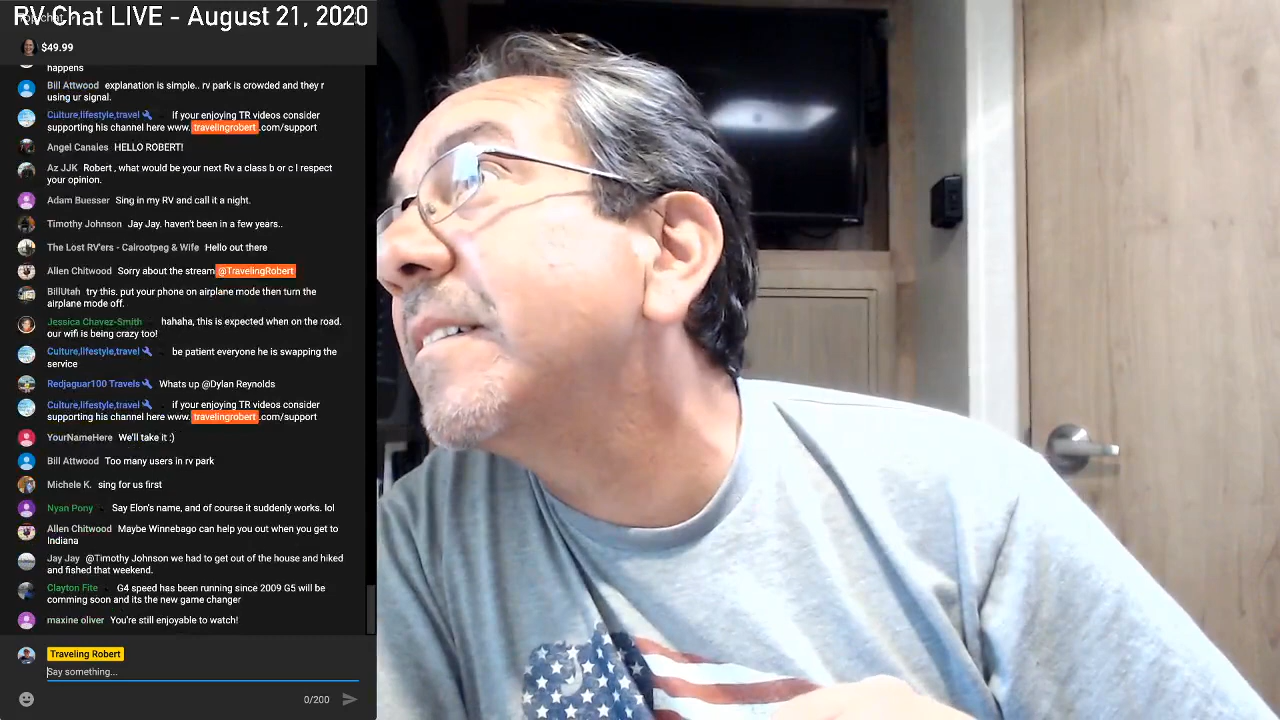 RV Chat LIVE - August 21, 2020
$49.99
happens
Bill Attwood explanation is simple.. rv park is crowded and they r
using ur signal.
Culture,lifestyle,travel If your enjoying TR videos consider
supporting his channel here www.travelingrobert.com/support
Angel Canales HELLO ROBERT!
Az JJK Robert , what would be your next Rv a class b or c I respect
your opinion.
Adam Buesser Sing in my RV and call it a night.
Timothy Johnson Jay Jay. haven't been in a few years..
The Lost RV'ers - Cairootpeg & Wife Hello out there
Allen Chitwood Sorry about the stream @TravelingRobert
BillUtah try this. put your phone on airplane mode then turn the
airplane mode off.
Jessica Chavez-Smith hahaha, this is expected when on the road.
our wifi is being crazy too!
Culture,lifestyle,travel be patient everyone he is swapping the
service
Redjaguar100 Travels Whats up @Dylan Reynolds
Culture,lifestyle,travel if your enjoying TR videos consider
supporting his channel here www.travelingrobert.com/support
YourNameHere We'll take it :)
Bill Attwood Too many users in rv park
Michele K. sing for us first
Nyan Pony Say Elon's name, and of course it suddenly works. lol
Allen Chitwood Maybe Winnebago can help you out when you get to
Indiana
Jay Jay @Timothy Johnson we had to get out of the house and hiked
and fished that weekend.
Clayton Fite G4 speed has been running since 2009 G5 will be
comming soon and its the new game changer
maxine oliver You're still enjoyable to watch!
Traveling Robert
Say something...
0/200